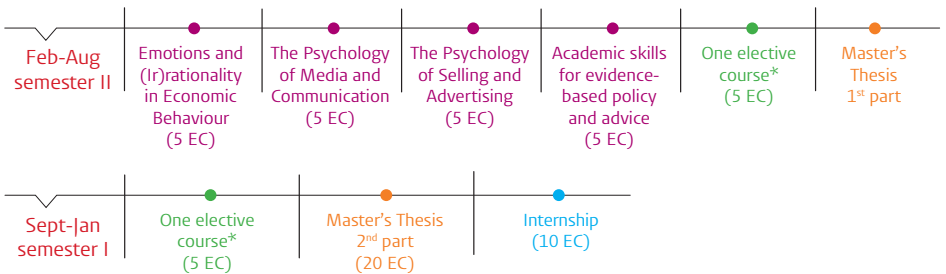 Feb-Aug
semester II
Emotions and
(Ir)rationality
in Economic
Behaviour
(5 EC)
The Psychology
of Media and
Communication
(5 EC)
The Psychology
of Selling and
Advertising
(5 EC)
Academic skills
for evidence-
based policy
and advice
(5 EC)
One elective
course*
(5 EC)
Master's
Thesis
1st part
Sept-Jan
semester I
One elective
course*
(5 EC)
Master's Thesis
2nd part
(20 EC)
Internship
(10 EC)